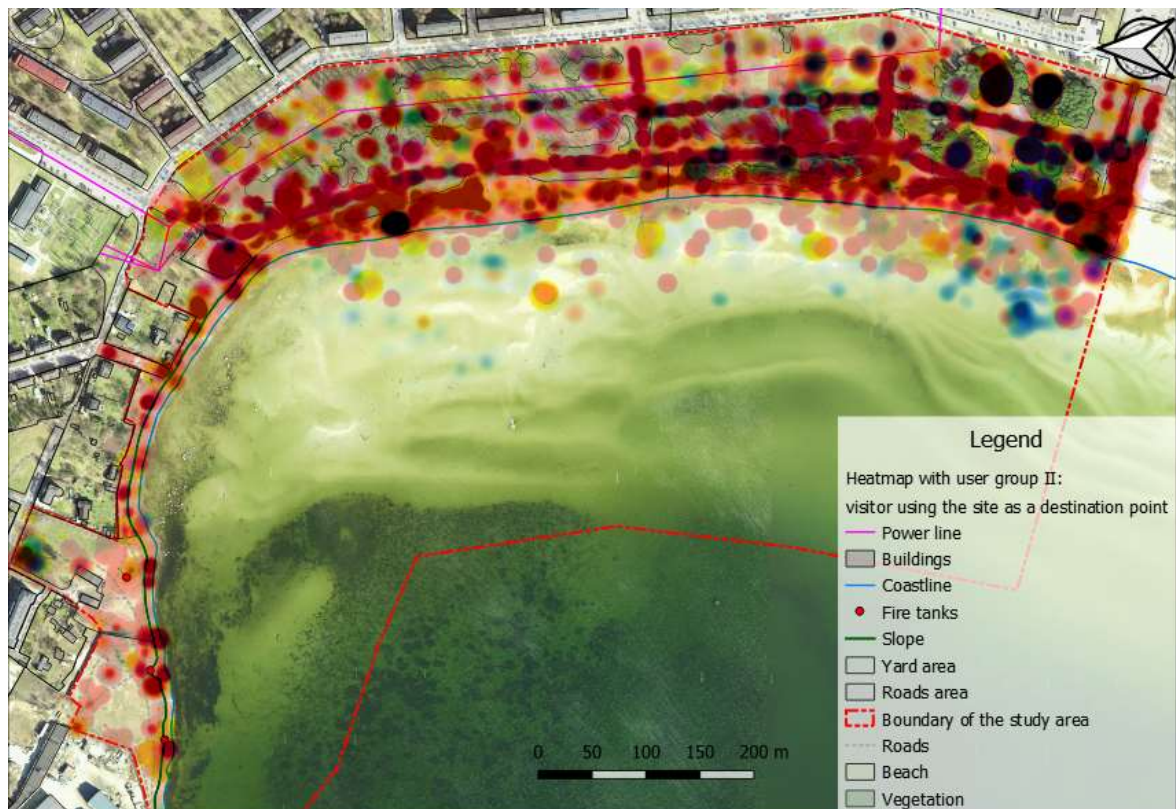 Legend
Heatmap with user group II:
visitor using the site as a destination point
Power line
Buildings
Coastline
Fire tanks
Slope
Yard area
Roads area
Boundary of the study area
Roads
Beach
Vegetation
0 50 100 150 200 m